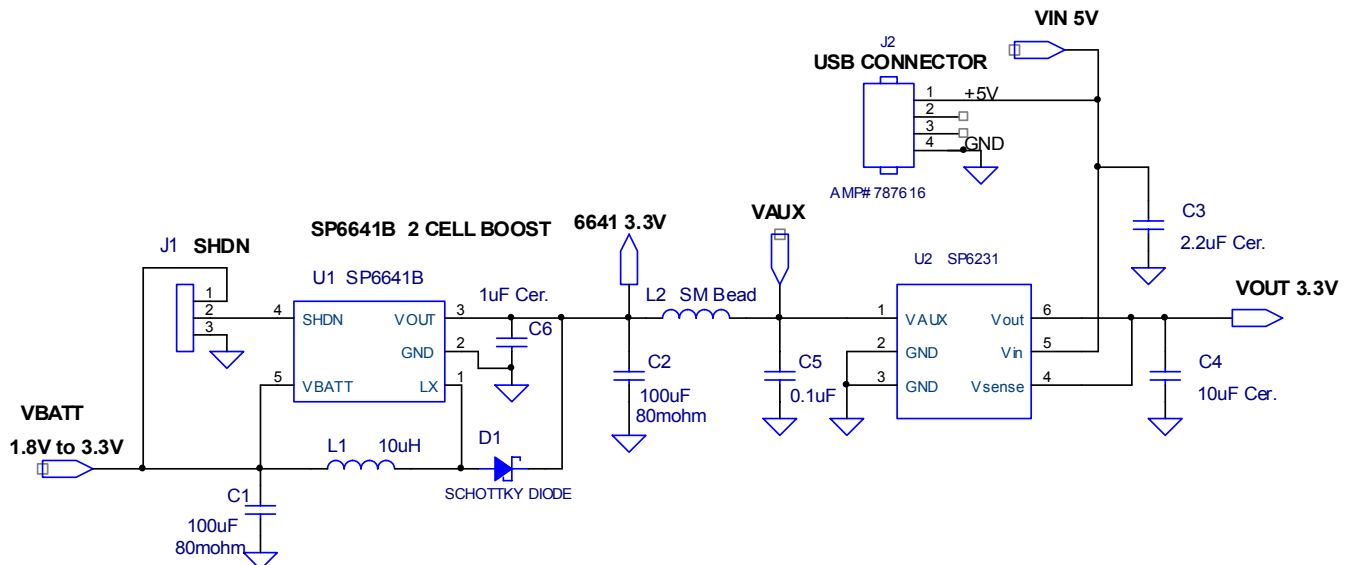 VIN 5V
J2
USB CONNECTOR
1
+5V
2
3
4
GND
AMP# 787616
C3
2.2uF Cer.
J1 SHDN
SP6641B 2 CELL BOOST
6641 3.3V
VAUX
U1 SP6641B
1uF Cer.
C6
L2 SM Bead
U2 SP6231
VOUT 3.3V
1
2
3
4
SHDN
VOUT
3
GND
2
5
VBATT
LX
1
1
VAUX
Vout
6
2
GND
Vin
5
3
GND
Vsense
4
C2
100uF
80mohm
C5
0.1uF
C4
10uF Cer.
VBATT
1.8V to 3.3V
L1
10uH
D1
SCHOTTKY DIODE
C1
100uF
80mohm